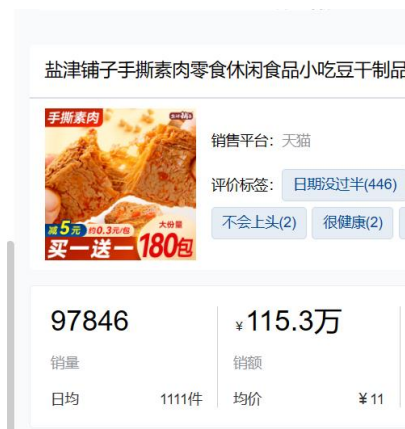 盐津铺子手撕素肉零食休闲食品小吃豆干制品
手撕素肉
减5元 约0.3元/包
大份量
买一送一 180包
销售平台: 天猫
评价标签: 日期没过半(446)
不会上头(2) 很健康(2)
97846
¥115.3万
销量
销额
日均 1111件
均价 ¥11